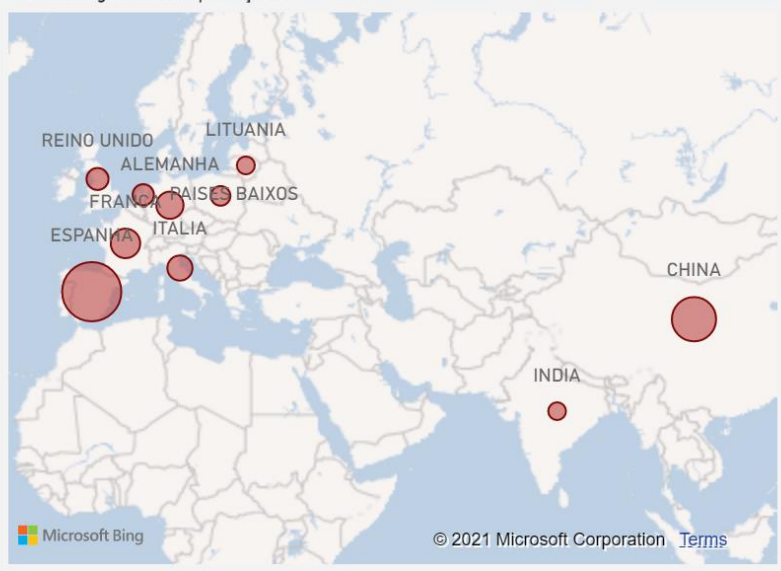 LITUANIA
REINO UNIDO
ALEMANHA
PAISES BAIXOS
FRANÇA
ITALIA
ESPANHA
CHINA
INDIA
Microsoft Bing
© 2021 Microsoft Corporation Terms